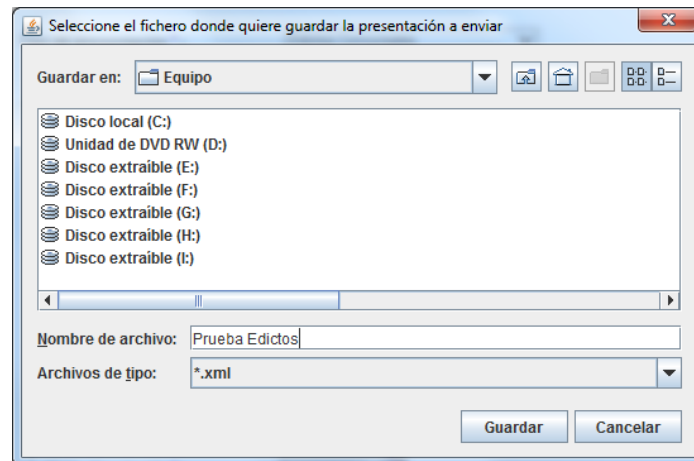 Seleccione el fichero donde quiere guardar la presentación a enviar
Guardar en: Equipo
Disco local (C:)
Unidad de DVD RW (D:)
Disco extraíble (E:)
Disco extraíble (F:)
Disco extraíble (G:)
Disco extraíble (H:)
Disco extraíble (I:)
Nombre de archivo: Prueba Edictos
Archivos de tipo: *.xml
Guardar Cancelar